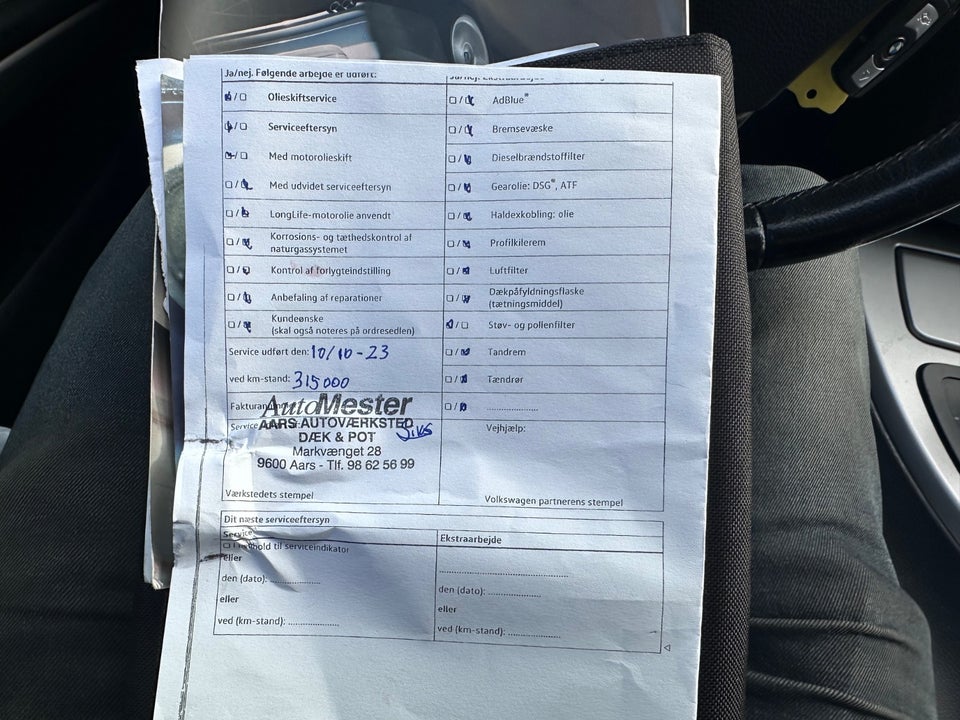 Ja/nej. Følgende arbejde er udført:
Olieskiftservice
Serviceeftersyn
Med motorolieskift
Med udvidet serviceeftersyn
LongLife-motorolie anvendt
Korrosions- og tæthedskontrol af
naturgassystemet
Kontrol af forlygteindstilling
Anbefaling af reparationer
Kundeønske
(skal også noteres på ordresedlen)
Service udført den: 10/10-23
ved km-stand: 315000
AutoMester
AARS AUTOVÆRKSTED
DÆK & POT
Markvænget 28
9600 Aars - Tlf. 98 62 56 99
Værkstedets stempel
AdBlue®
Bremsevæske
Dieselbrændstoffilter
Gearolie: DSG®, ATF
Haldexkobling: olie
Profilkilerem
Luftfilter
Dækpåfyldningsflaske
(tætningsmiddel)
Støv- og pollenfilter
Tandrem
Tændrør
....................
Vejhjælp:
Volkswagen partnerens stempel
Dit næste serviceeftersyn
Service
til serviceindikator
eller
den (dato): ...............
eller
ved (km-stand): ...............
Ekstraarbejde
........................................
den (dato): ...............
eller
ved (km-stand): ...............